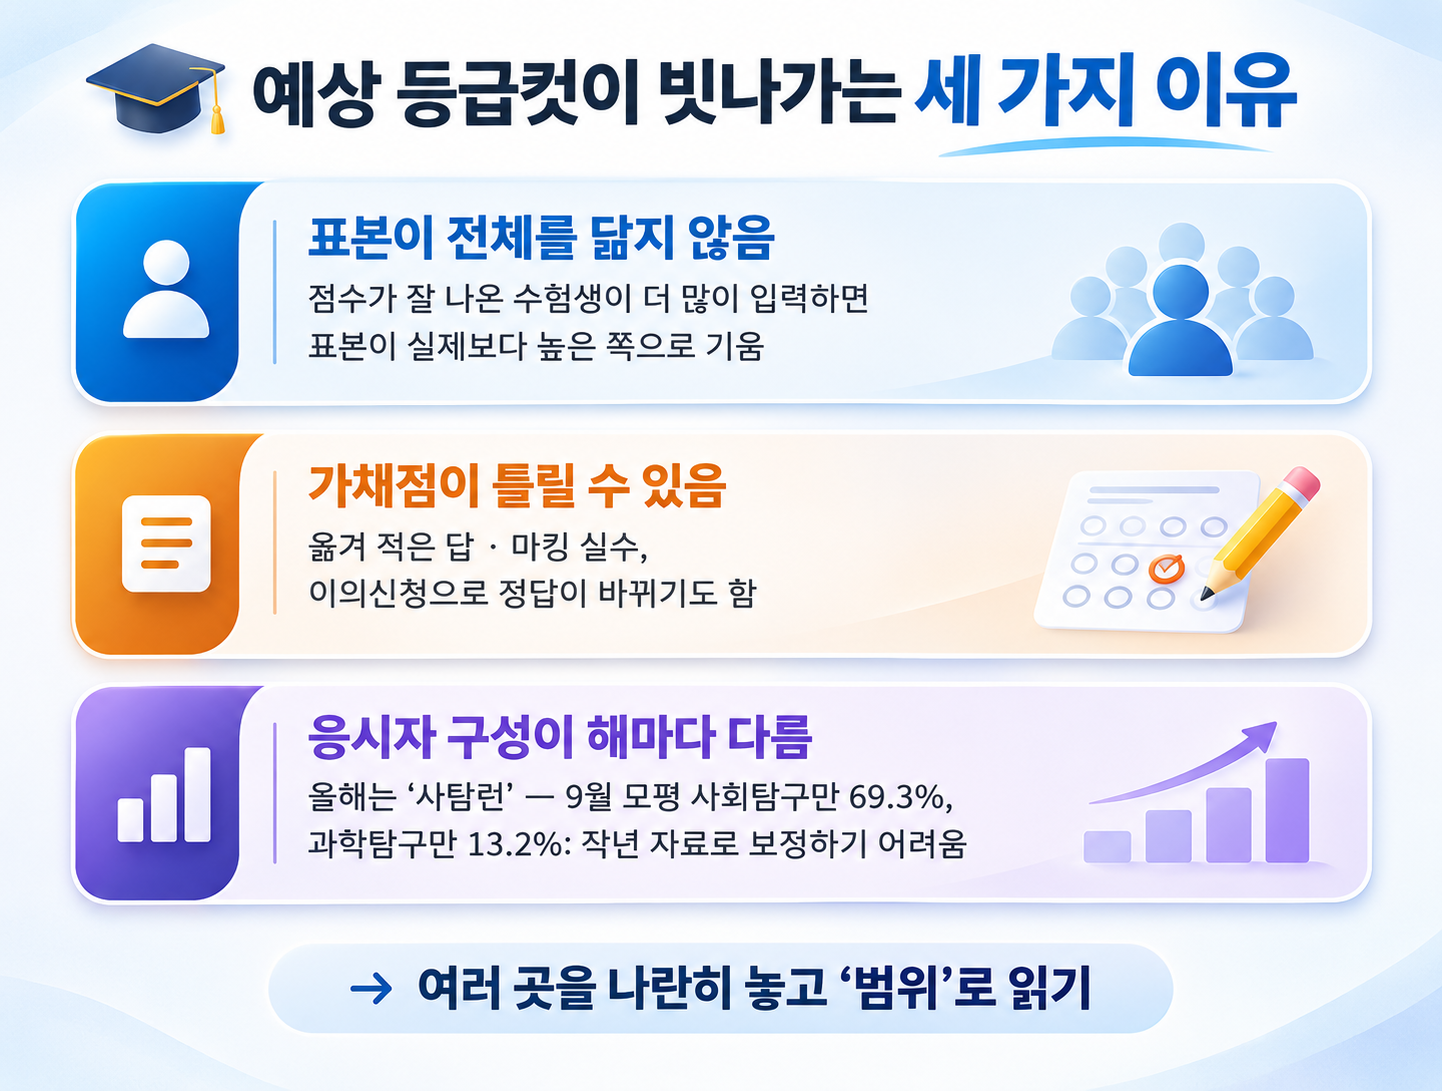 예상 등급컷이 빗나가는 세 가지 이유
표본이 전체를 닮지 않음
점수가 잘 나온 수험생이 더 많이 입력하면
표본이 실제보다 높은 쪽으로 기움
가채점이 틀릴 수 있음
옮겨 적은 답 · 마킹 실수,
이의신청으로 정답이 바뀌기도 함
응시자 구성이 해마다 다름
올해는 ‘사탐런’ — 9월 모평 사회탐구만 69.3%,
과학탐구만 13.2%: 작년 자료로 보정하기 어려움
→ 여러 곳을 나란히 놓고 ‘범위’로 읽기